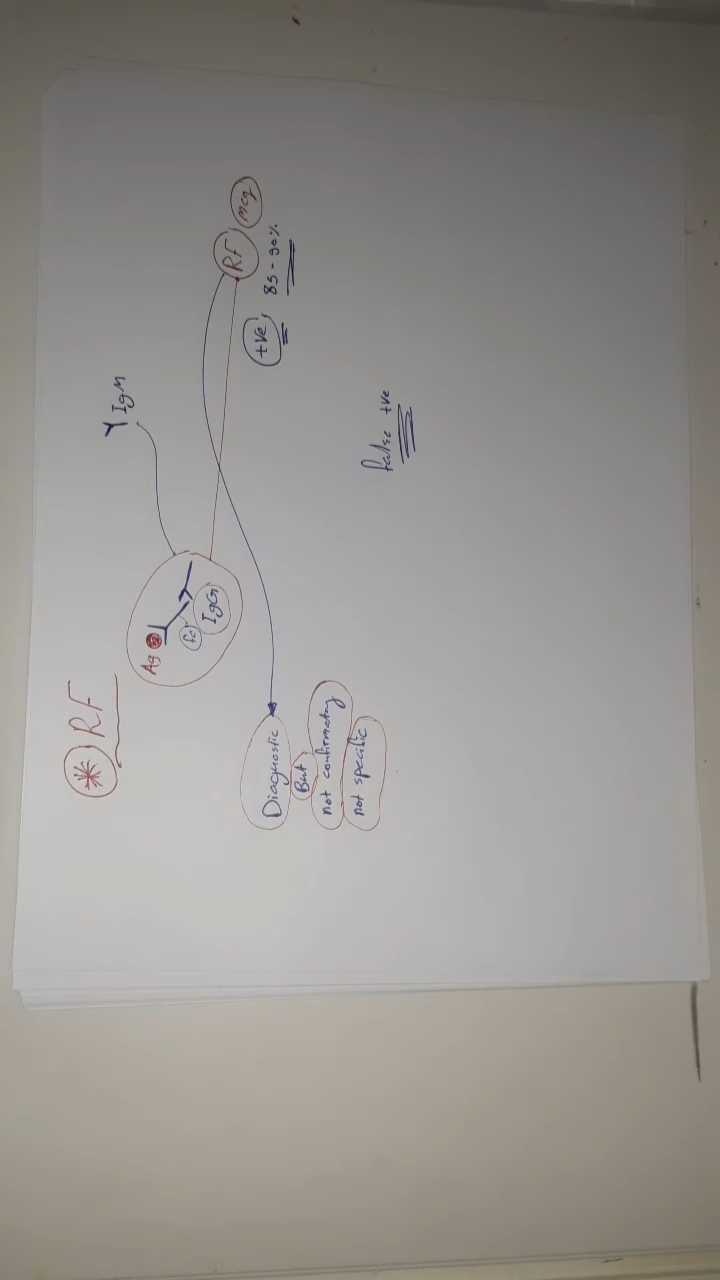 RF
Ag
Fc
IgG
IgM
RF
Mcq
+ve
85 - 90%
Diagnostic
But
not confirmatory
not specific
false +ve